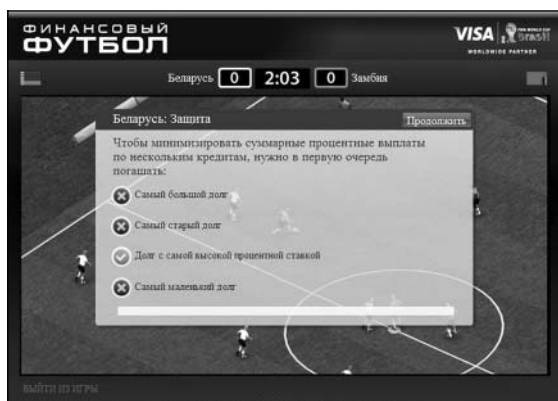 ФИНАНСОВЫЙ
ФУТБОЛ
VISA
WORLDWIDE PARTNER
Беларусь 0 2:03 0 Замбия
Беларусь: Защита
Продолжить
Чтобы минимизировать суммарные процентные выплаты
по нескольким кредитам, нужно в первую очередь
погашать:
Самый большой долг
Самый старый долг
Долг с самой высокой процентной ставкой
Самый маленький долг
ВЫЙТИ ИЗ ИГРЫ